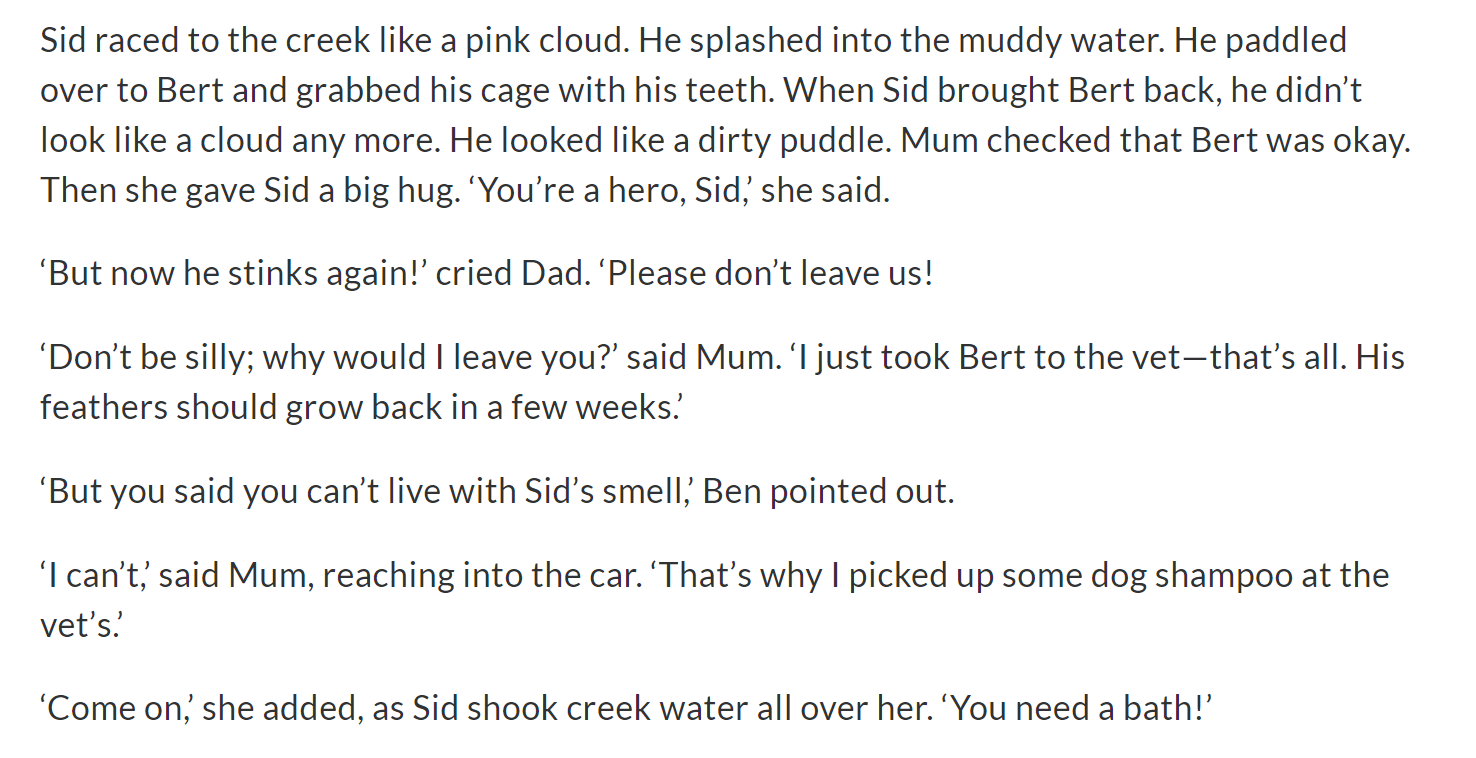 Sid raced to the creek like a pink cloud. He splashed into the muddy water. He paddled
over to Bert and grabbed his cage with his teeth. When Sid brought Bert back, he didn’t
look like a cloud any more. He looked like a dirty puddle. Mum checked that Bert was okay.
Then she gave Sid a big hug. ‘You’re a hero, Sid,’ she said.
‘But now he stinks again!’ cried Dad. ‘Please don’t leave us!
‘Don’t be silly; why would I leave you?’ said Mum. ‘I just took Bert to the vet—that’s all. His
feathers should grow back in a few weeks.’
‘But you said you can’t live with Sid’s smell,’ Ben pointed out.
‘I can’t,’ said Mum, reaching into the car. ‘That’s why I picked up some dog shampoo at the
vet’s.’
‘Come on,’ she added, as Sid shook creek water all over her. ‘You need a bath!’